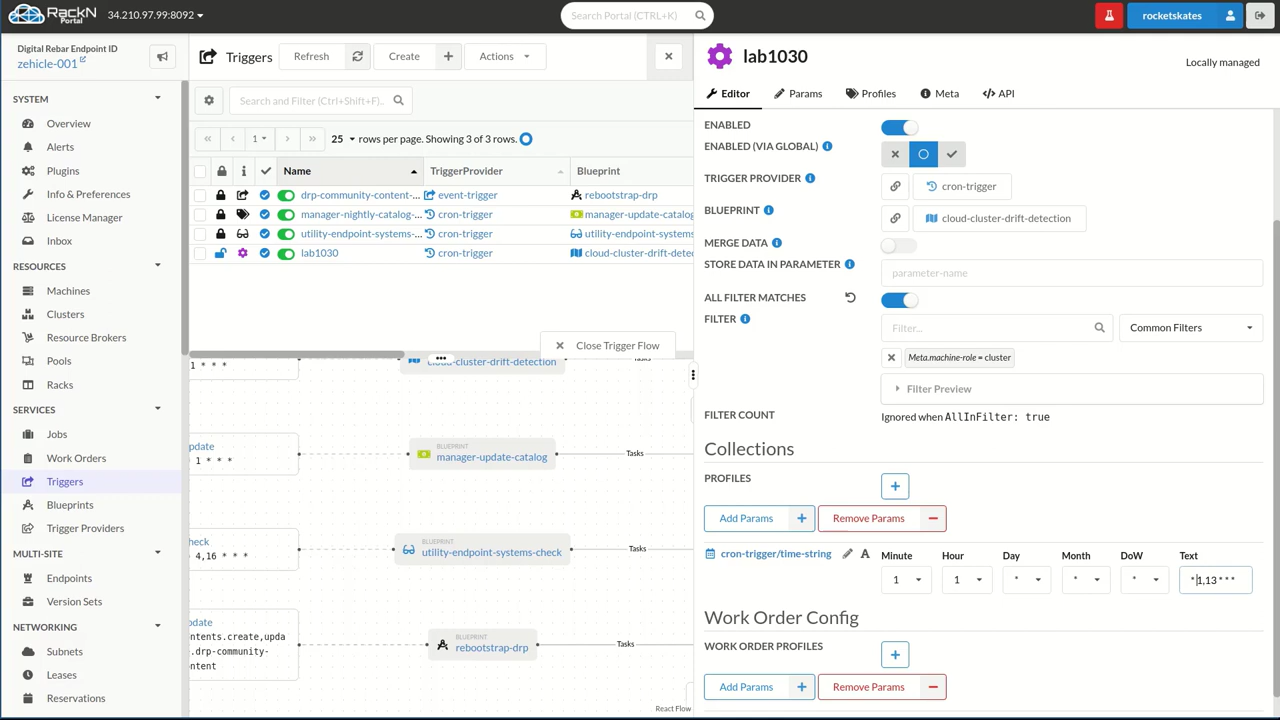 RackN Portal
34.210.97.99:8092
Search Portal (CTRL+K)
rocketskates
Digital Rebar Endpoint ID
zehicle-001
SYSTEM
Overview
Alerts
Plugins
Info & Preferences
License Manager
Inbox
RESOURCES
Machines
Clusters
Resource Brokers
Pools
Racks
SERVICES
Jobs
Work Orders
Triggers
Blueprints
Trigger Providers
MULTI-SITE
Endpoints
Version Sets
NETWORKING
Subnets
Leases
Reservations
Triggers
Refresh
Create
Actions
Search and Filter (Ctrl+Shift+F)..
1
25 rows per page. Showing 3 of 3 rows.
Name TriggerProvider Blueprint
drp-community-content-... event-trigger rebootstrap-drp
manager-nightly-catalog-... cron-trigger manager-update-catalog
utility-endpoint-systems-... cron-trigger utility-endpoint-systems
lab1030 cron-trigger cloud-cluster-drift-detec
Close Trigger Flow
1 * * *
cloud-cluster-drift-detection
Tasks
pdate
1 * * *
BLUEPRINT
manager-update-catalog
Tasks
heck
4,16 * * *
BLUEPRINT
utility-endpoint-systems-check
Tasks
pdate
ntents.create,upda
.drp-community-
ntent
BLUEPRINT
rebootstrap-drp
Tasks
React Flow
lab1030
Locally managed
Editor
Params
Profiles
Meta
API
ENABLED
ENABLED (VIA GLOBAL)
TRIGGER PROVIDER
cron-trigger
BLUEPRINT
cloud-cluster-drift-detection
MERGE DATA
STORE DATA IN PARAMETER
parameter-name
ALL FILTER MATCHES
FILTER
Filter...
Common Filters
Meta.machine-role = cluster
Filter Preview
FILTER COUNT
Ignored when AllInFilter: true
Collections
PROFILES
Add Params
Remove Params
cron-trigger/time-string
Minute Hour Day Month DoW Text
1 1 * * * * 1,13 * * *
Work Order Config
WORK ORDER PROFILES
Add Params
Remove Params